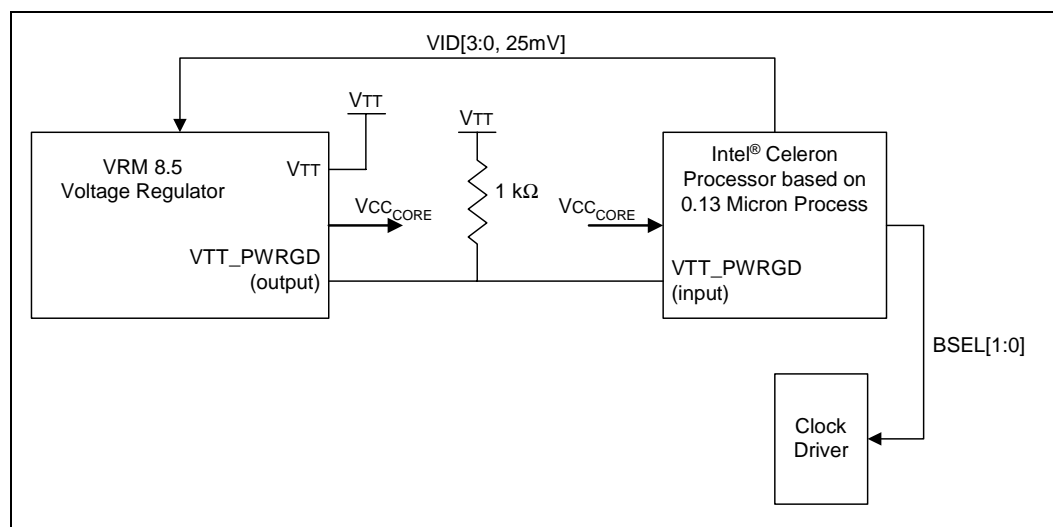 VID[3:0, 25mV]
VTT
VTT
VRM 8.5
Voltage Regulator
VTT
VCCCORE
VTT_PWRGD
(output)
1 kΩ
VCCCORE
Intel® Celeron
Processor based on
0.13 Micron Process
VTT_PWRGD
(input)
BSEL[1:0]
Clock
Driver